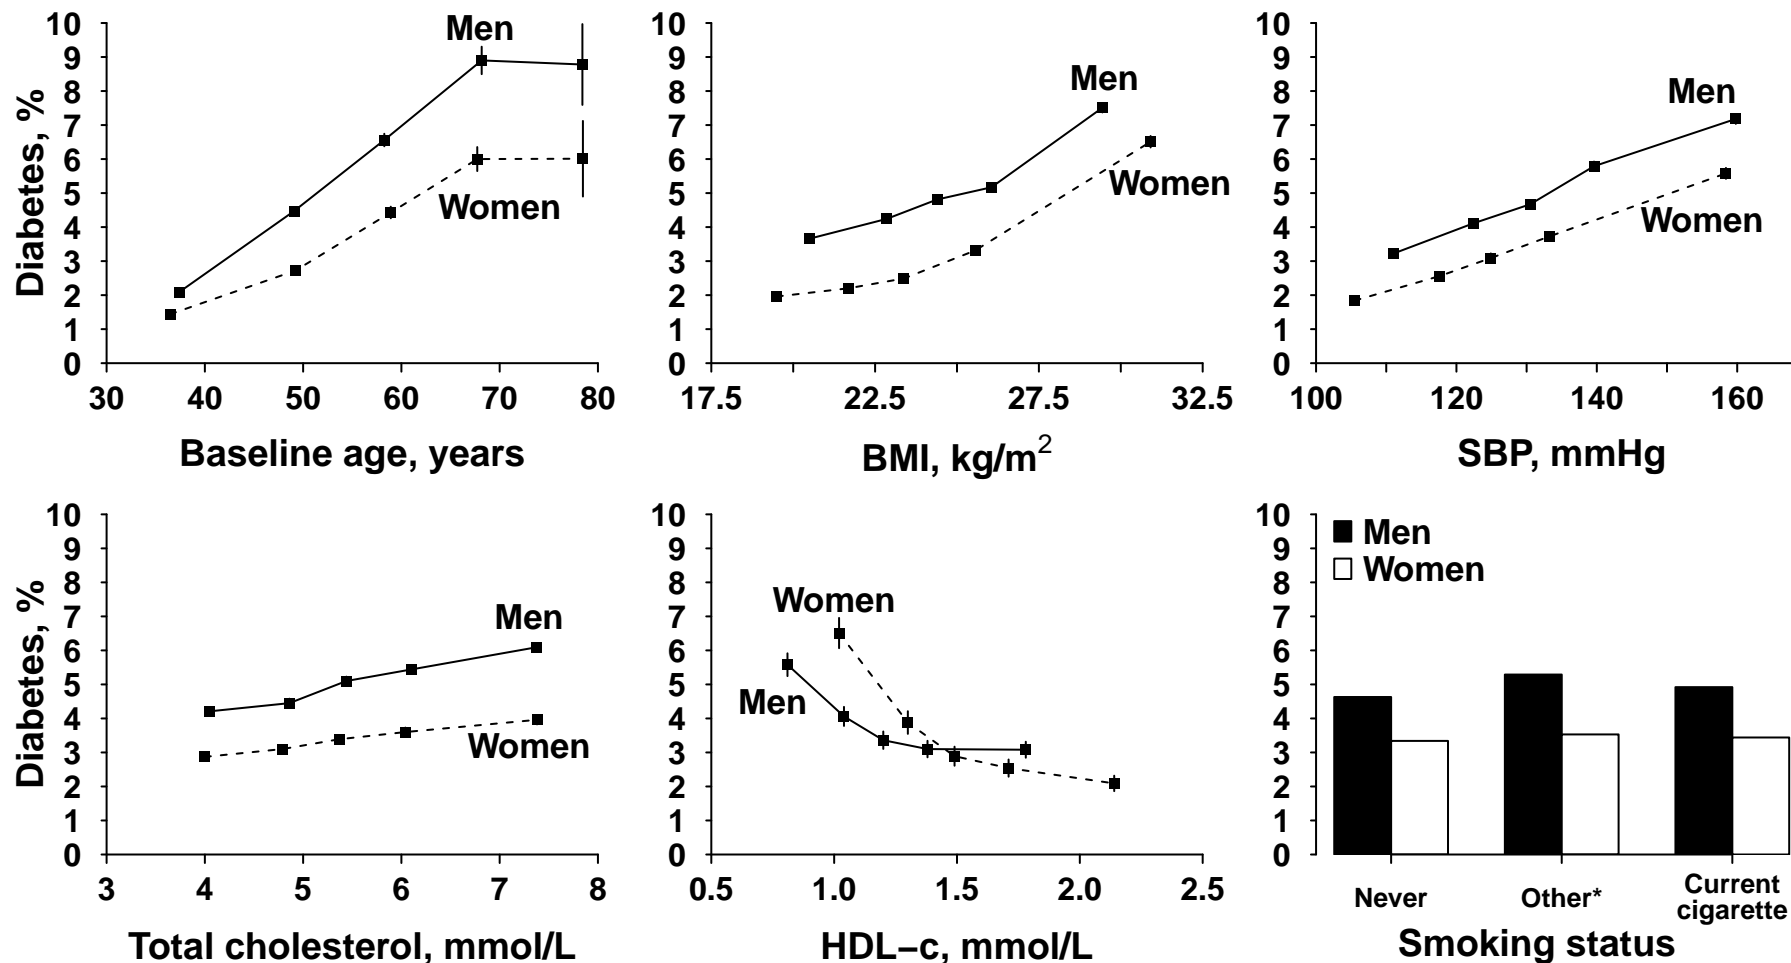 Diabetes, %
10
9
8
7
6
5
4
3
2
1
0
Men
Women
30 40 50 60 70 80
Baseline age, years
10
9
8
7
6
5
4
3
2
1
0
Men
Women
17.5 22.5 27.5 32.5
BMI, kg/m²
10
9
8
7
6
5
4
3
2
1
0
Men
Women
100 120 140 160
SBP, mmHg
Diabetes, %
10
9
8
7
6
5
4
3
2
1
0
Men
Women
3 4 5 6 7 8
Total cholesterol, mmol/L
10
9
8
7
6
5
4
3
2
1
0
Women
Men
0.5 1.0 1.5 2.0 2.5
HDL−c, mmol/L
10
9
8
7
6
5
4
3
2
1
0
Men
Women
Never Other* Current
cigarette
Smoking status